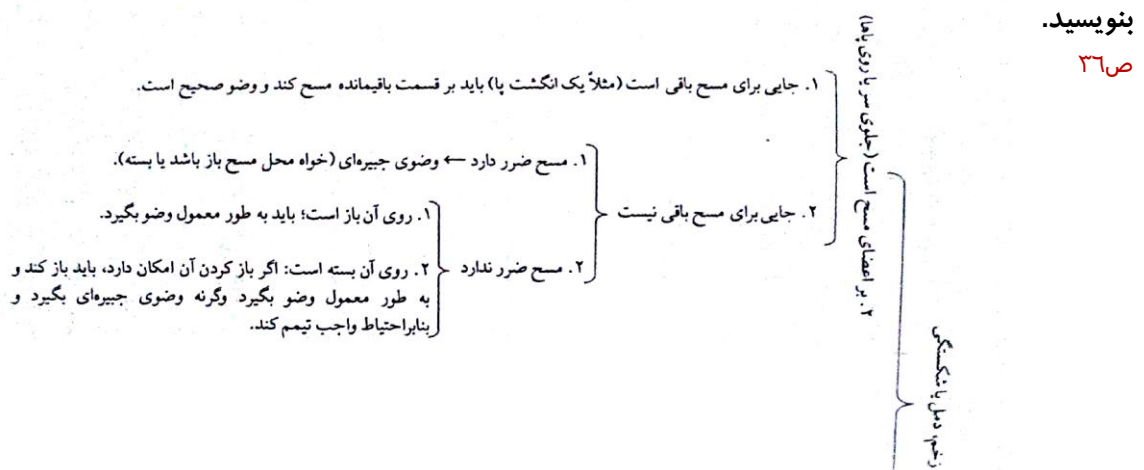 بنویسید.
ص٣٦
زخم، دمل یا شکستگی
۲. بر اعضای مسح است (جلوی سر یا روی پاها)
۱. جایی برای مسح باقی است (مثلاً یک انگشت پا) باید بر قسمت باقیمانده مسح کند و وضو صحیح است.
۲. جایی برای مسح باقی نیست
۱. مسح ضرر دارد ← وضوی جبیره‌ای (خواه محل مسح باز باشد یا بسته).
۲. مسح ضرر ندارد
۱. روی آن باز است؛ باید به طور معمول وضو بگیرد.
۲. روی آن بسته است: اگر باز کردن آن امکان دارد، باید باز کند و
به طور معمول وضو بگیرد وگرنه وضوی جبیره‌ای بگیرد و
بنابراحتیاط واجب تیمم کند.